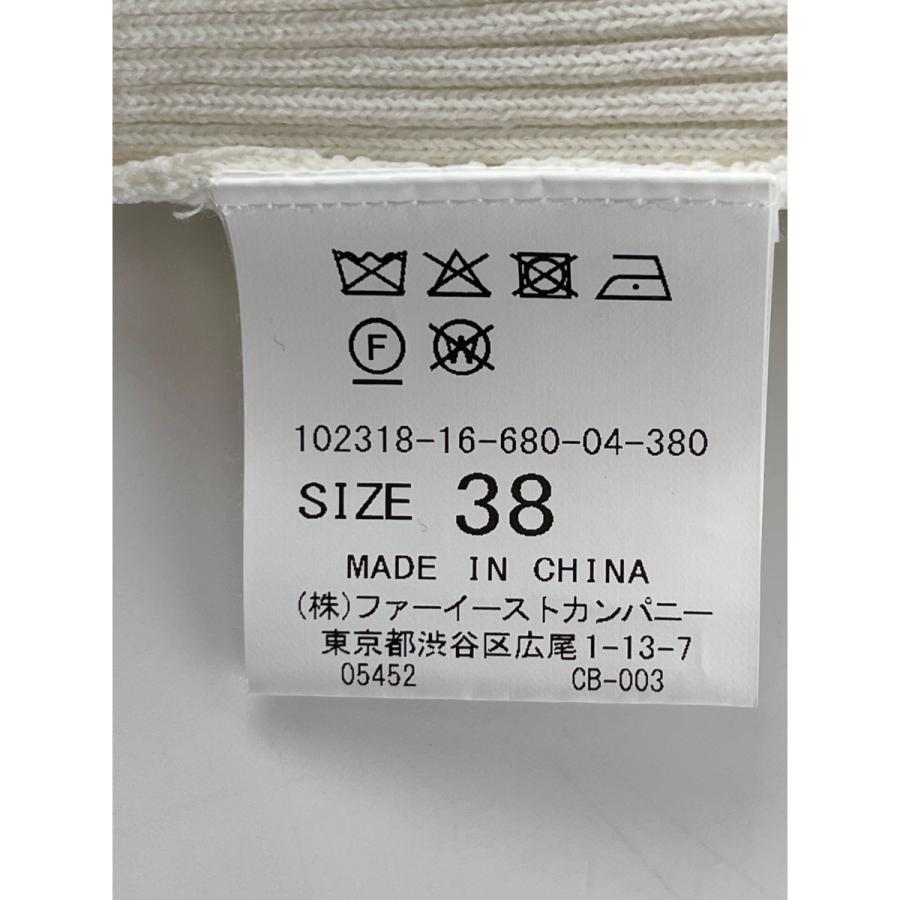 F W
102318-16-680-04-380
SIZE 38
MADE IN CHINA
(株)ファーイーストカンパニー
東京都渋谷区広尾1-13-7
05452 CB-003